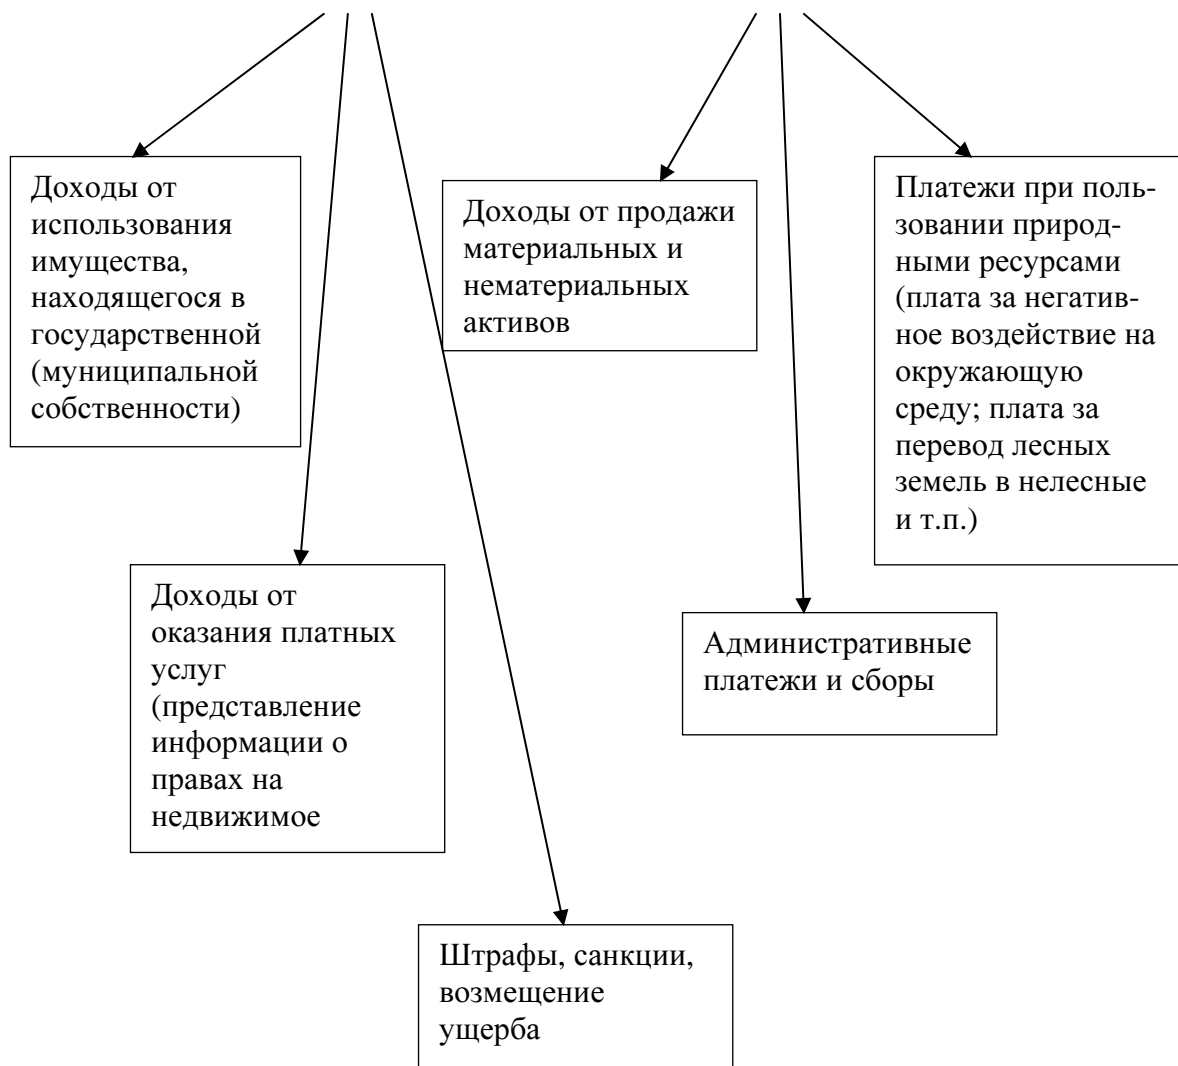 Доходы от
использования
имущества,
находящегося в
государственной
(муниципальной
собственности)
Доходы от продажи
материальных и
нематериальных
активов
Платежи при поль-
зовании природ-
ными ресурсами
(плата за негатив-
ное воздействие на
окружающую
среду; плата за
перевод лесных
земель в нелесные
и т.п.)
Доходы от
оказания платных
услуг
(представление
информации о
правах на
недвижимое
Административные
платежи и сборы
Штрафы, санкции,
возмещение
ущерба